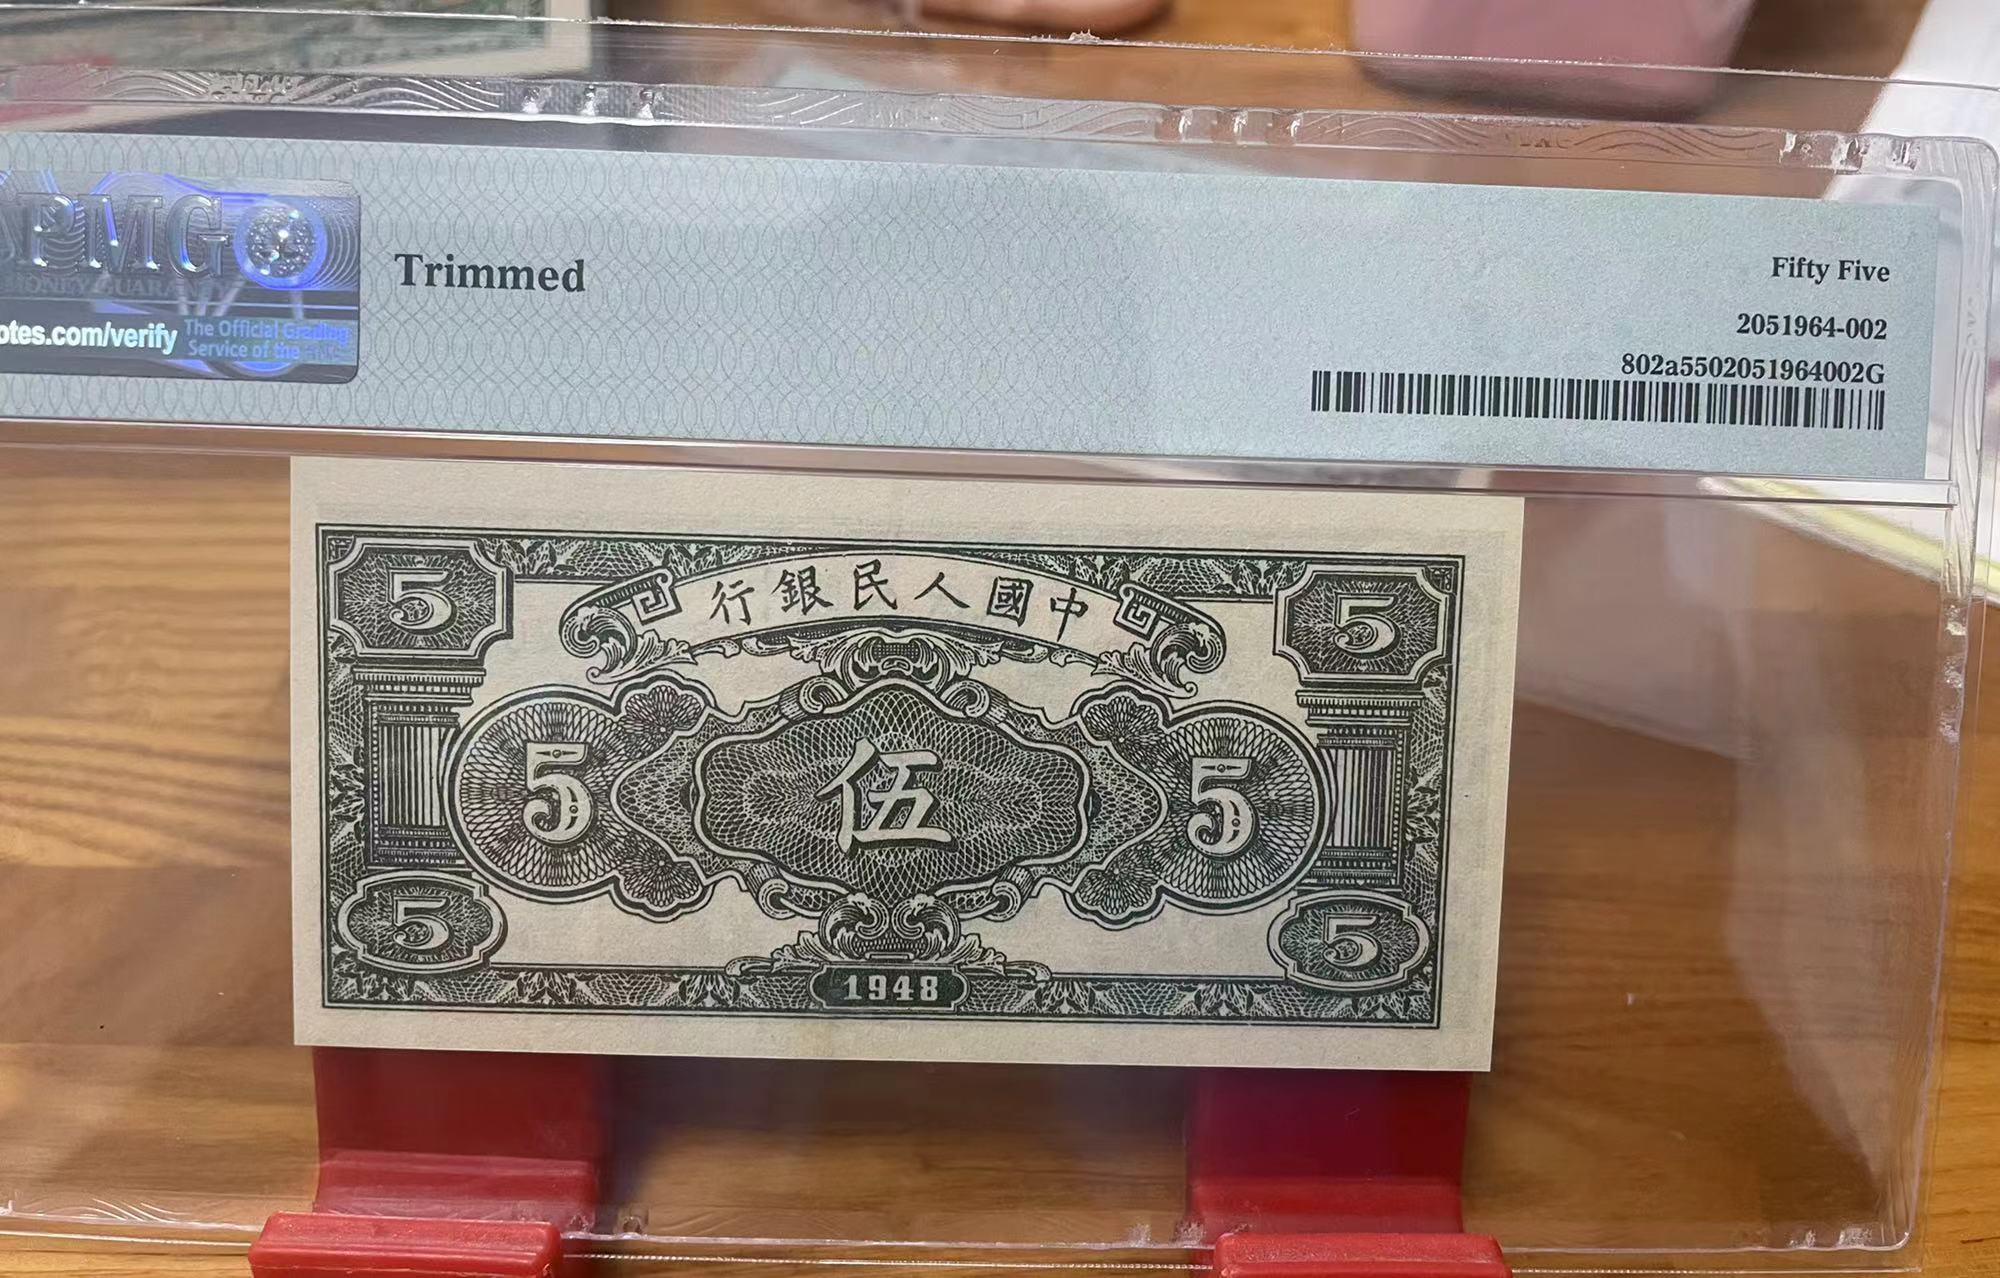 PMG
Trimmed
Fifty Five
otes.com/verify
The Official Grading
Service of the
2051964-002
802a5502051964002G
行銀民人國中
5
5
5
伍
5
5
5
1948